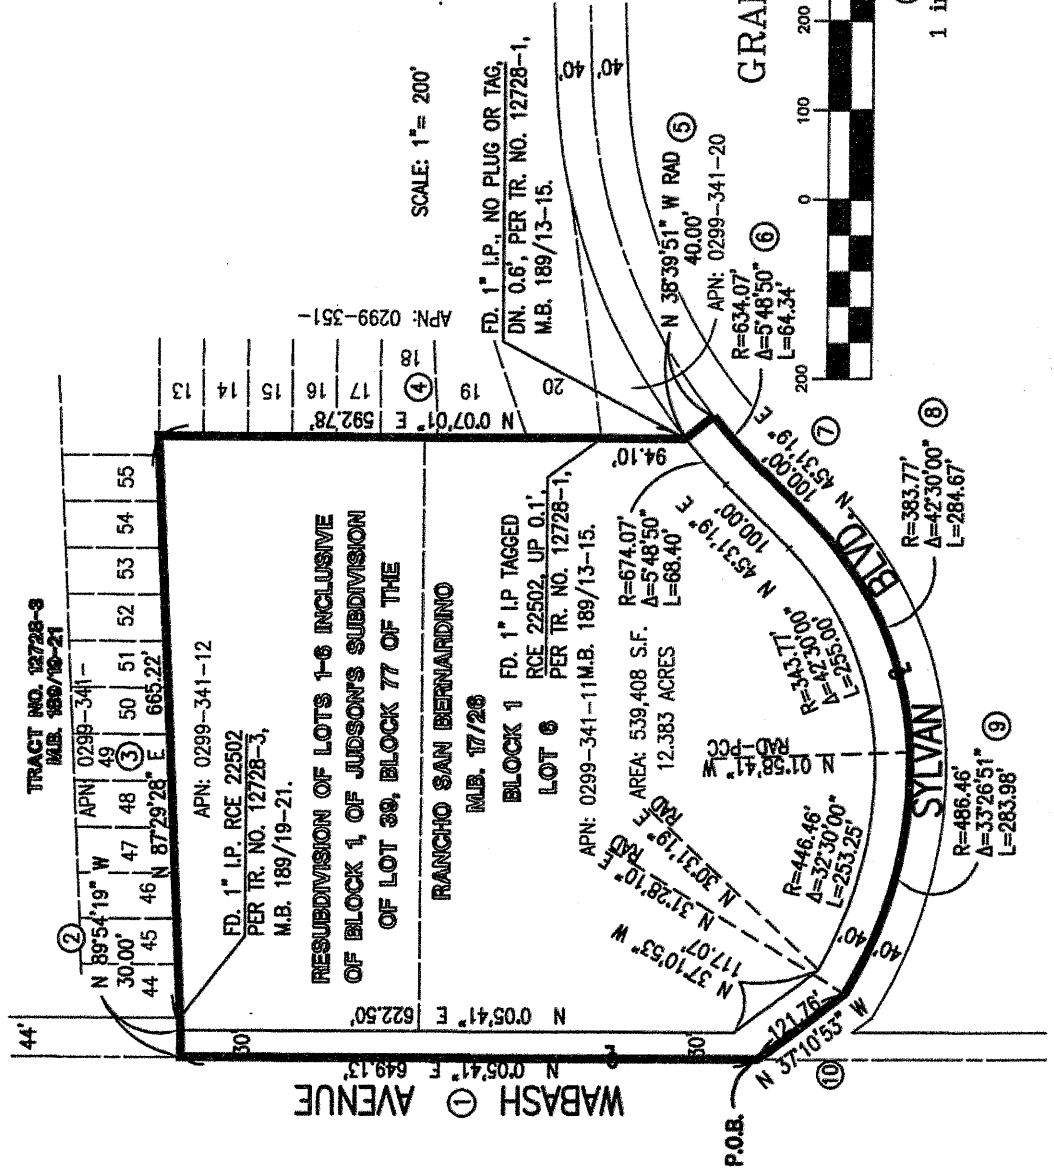 TRACT NO. 12728-3
M.B. 189/19-21
APN 0299-341-
44
45
46
47
48
49
50
51
52
53
54
55
②
N 89°54'19" W
30.00'
③
N 87°29'28" E 665.22'
44'
APN: 0299-341-12
FD. 1" I.P. RCE 22502
PER TR. NO. 12728-3,
M.B. 189/19-21.
RESUBDIVISION OF LOTS 1-6 INCLUSIVE
OF BLOCK 1, OF JUDSON'S SUBDIVISION
OF LOT 39, BLOCK 77 OF THE
RANCHO SAN BERNARDINO
M.B. 17/26
BLOCK 1
LOT 6
APN: 0299-341-11
AREA: 539,408 S.F.
12.383 ACRES
FD. 1" I.P TAGGED
RCE 22502, UP 0.1',
PER TR. NO. 12728-1,
M.B. 189/13-15.
13
14
15
16
17
18
19
20
④
APN: 0299-351-
N 0°07'01" E 592.78'
94.10'
SCALE: 1"= 200'
FD. 1" I.P., NO PLUG OR TAG,
DN. 0.6', PER TR. NO. 12728-1,
M.B. 189/13-15.
40'
40'
N 38°39'51" W RAD ⑤
40.00'
APN: 0299-341-20
R=634.07' ⑥
Δ=5°48'50"
L=64.34'
R=674.07'
Δ=5°48'50"
L=68.40'
N 45°31'19" E
100.00'
N 45°31'19" E ⑦
100.00'
R=383.77' ⑧
Δ=42°30'00"
L=284.67'
R=343.77
Δ=42°30'00"
L=255.00'
N 01°58'41" W
RAD-PCC
N 30°31'19" E
RAD
N 31°28'10" E
RAD
N 37°10'53" W
117.07'
R=446.46'
Δ=32°30'00"
L=253.25'
40'
40'
SYLVAN BLVD
R=486.46' ⑨
Δ=33°26'51"
L=283.98'
121.76'
N 37°10'53" W
⑩
P.O.B.
30'
30'
N 0°05'41" E 622.50'
N 0°05'41" E 649.13'
WABASH ① AVENUE
200
100
0
200